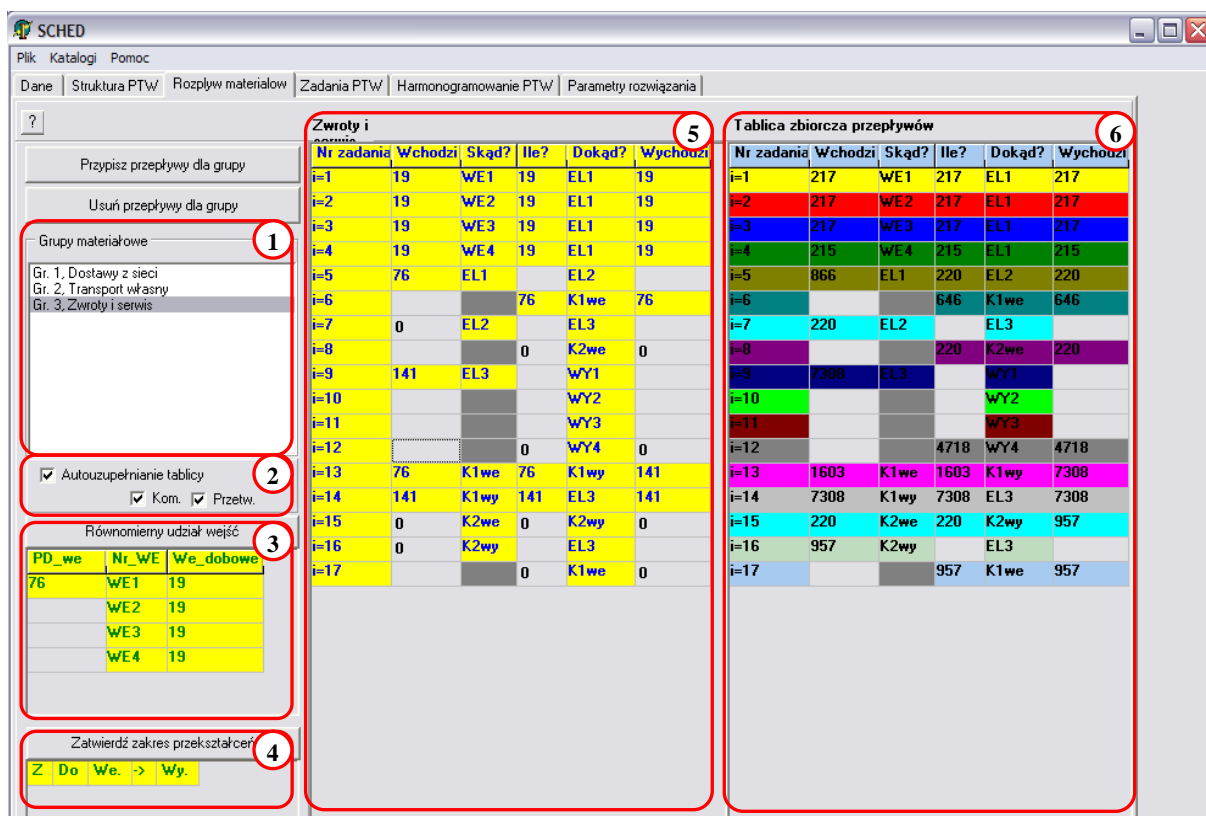 SCHED
Plik Katalogi Pomoc
Dane Struktura PTW Rozpływ materialow Zadania PTW Harmonogramowanie PTW Parametry rozwiązania
?
Przypisz przepływy dla grupy
Usuń przepływy dla grupy
Grupy materiałowe 1
Gr. 1, Dostawy z sieci
Gr. 2, Transport własny
Gr. 3, Zwroty i serwis
Autouzupełnianie tablicy 2
Kom. Przetw.
Równomierny udział wejść 3
PD_we Nr_WE We_dobowe
76 WE1 19
WE2 19
WE3 19
WE4 19
Zatwierdź zakres przekształceń 4
Z Do We. -> Wy.
Zwroty i 5
serwis
Nr zadania Wchodzi Skąd? Ile? Dokąd? Wychodzi
i=1 19 WE1 19 EL1 19
i=2 19 WE2 19 EL1 19
i=3 19 WE3 19 EL1 19
i=4 19 WE4 19 EL1 19
i=5 76 EL1 EL2
i=6 76 K1we 76
i=7 0 EL2 EL3
i=8 0 K2we 0
i=9 141 EL3 WY1
i=10 WY2
i=11 WY3
i=12 0 WY4 0
i=13 76 K1we 76 K1wy 141
i=14 141 K1wy 141 EL3 141
i=15 0 K2we 0 K2wy 0
i=16 0 K2wy EL3
i=17 0 K1we 0
Tablica zbiorcza przepływów 6
Nr zadania Wchodzi Skąd? Ile? Dokąd? Wychodzi
i=1 217 WE1 217 EL1 217
i=2 217 WE2 217 EL1 217
i=3 217 WE3 217 EL1 217
i=4 215 WE4 215 EL1 215
i=5 866 EL1 220 EL2 220
i=6 646 K1we 646
i=7 220 EL2 EL3
i=8 220 K2we 220
i=9 7308 EL3 WY1
i=10 WY2
i=11 WY3
i=12 4718 WY4 4718
i=13 1603 K1we 1603 K1wy 7308
i=14 7308 K1wy 7308 EL3 7308
i=15 220 K2we 220 K2wy 957
i=16 957 K2wy EL3
i=17 957 K1we 957